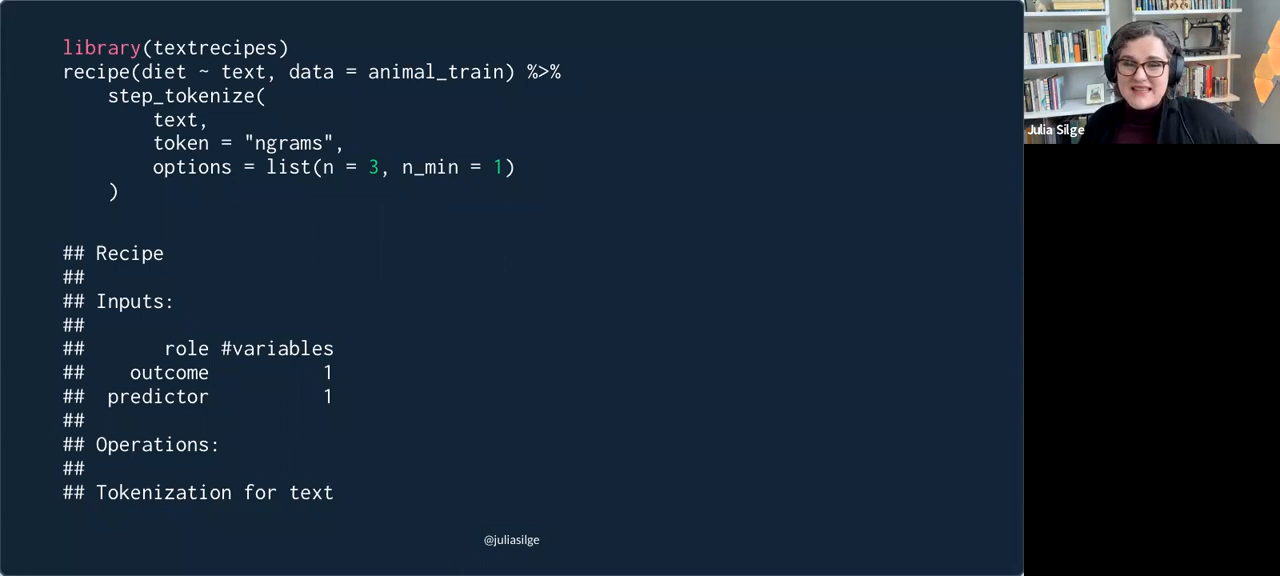 library(textrecipes)
recipe(diet ~ text, data = animal_train) %>%
    step_tokenize(
        text,
        token = "ngrams",
        options = list(n = 3, n_min = 1)
    )
## Recipe
##
## Inputs:
##
##       role #variables
##    outcome          1
##  predictor          1
##
## Operations:
##
## Tokenization for text
@juliasilge
Julia Silge